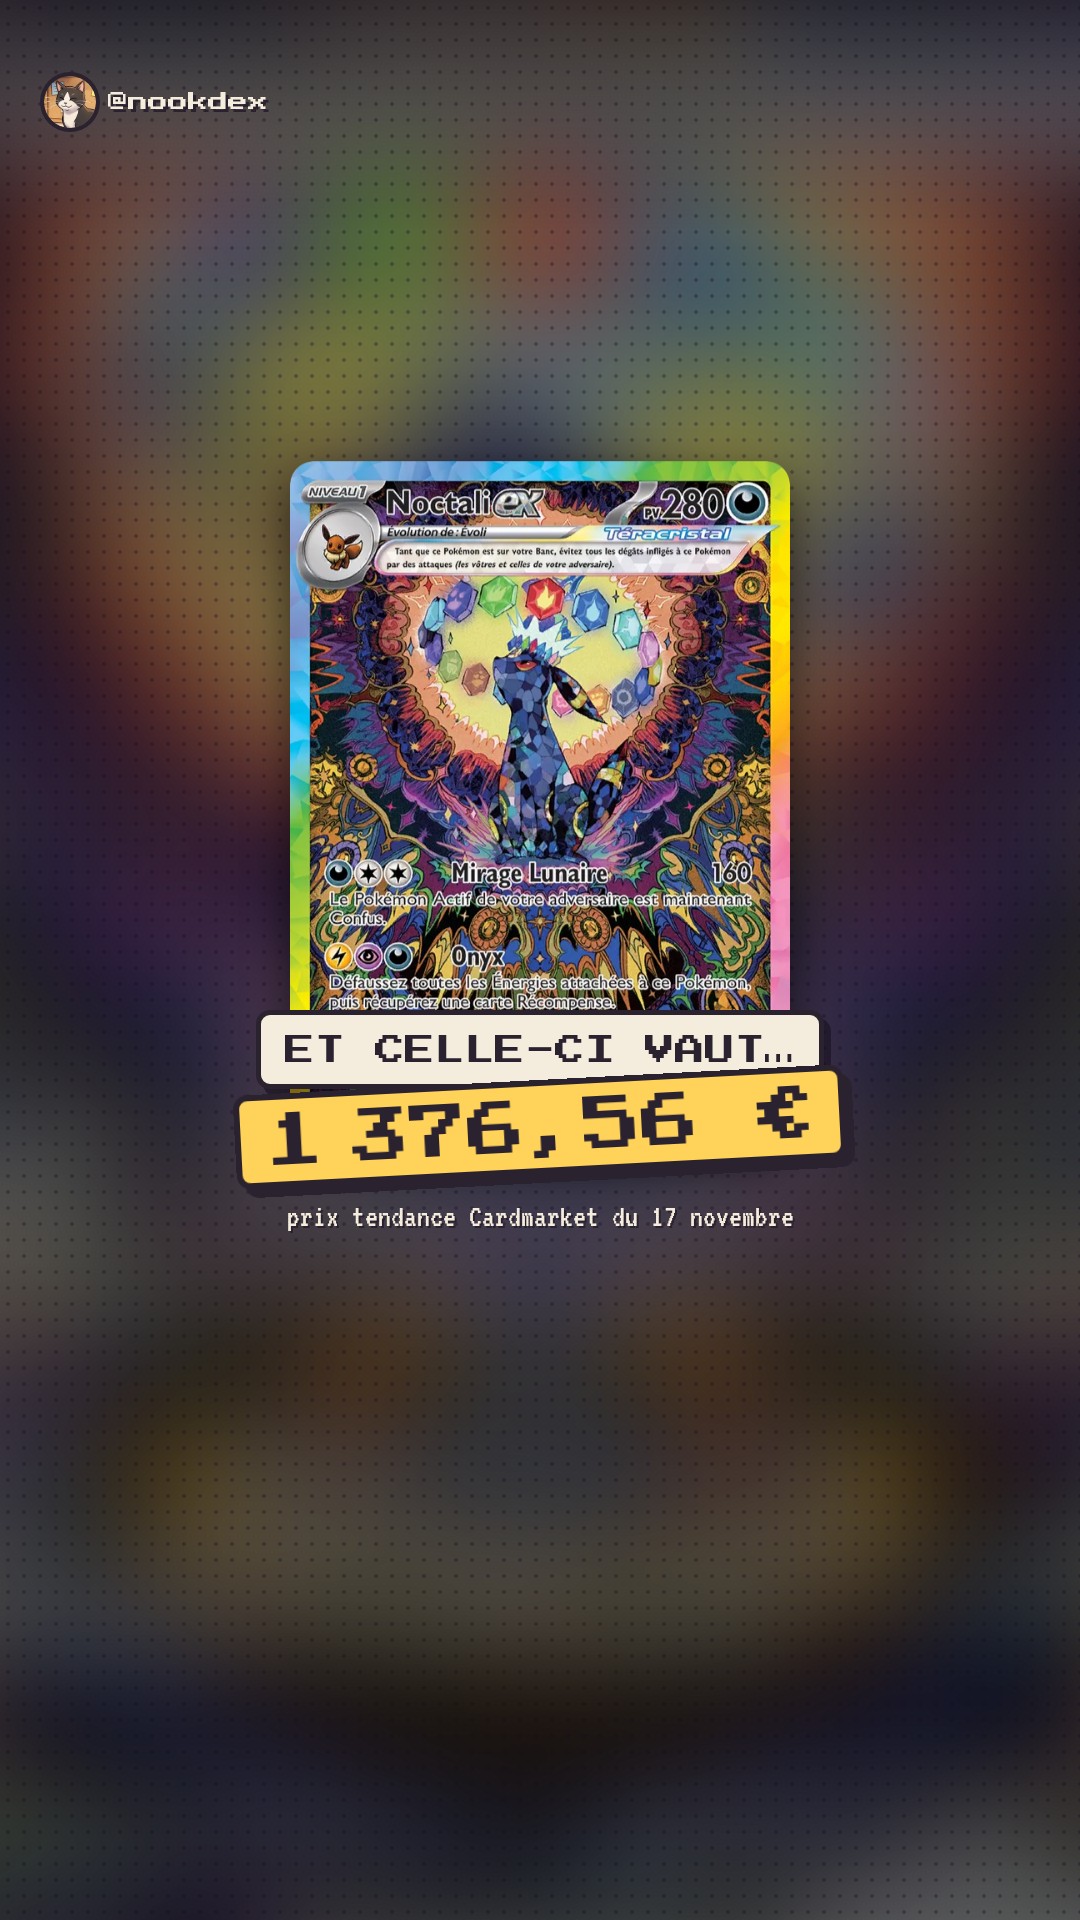 @nookdex
NIVEAU 1
Noctali ex
PV 280
Évolution de : Évoli
Téracristal
Tant que ce Pokémon est sur votre Banc, évitez tous les dégâts infligés à ce Pokémon
par des attaques (les vôtres et celles de votre adversaire).
Mirage Lunaire 160
Le Pokémon Actif de votre adversaire est maintenant
Confus.
Onyx
Défaussez toutes les Énergies attachées à ce Pokémon,
puis récupérez une carte Récompense.
ET CELLE-CI VAUT…
1 376,56 €
prix tendance Cardmarket du 17 novembre